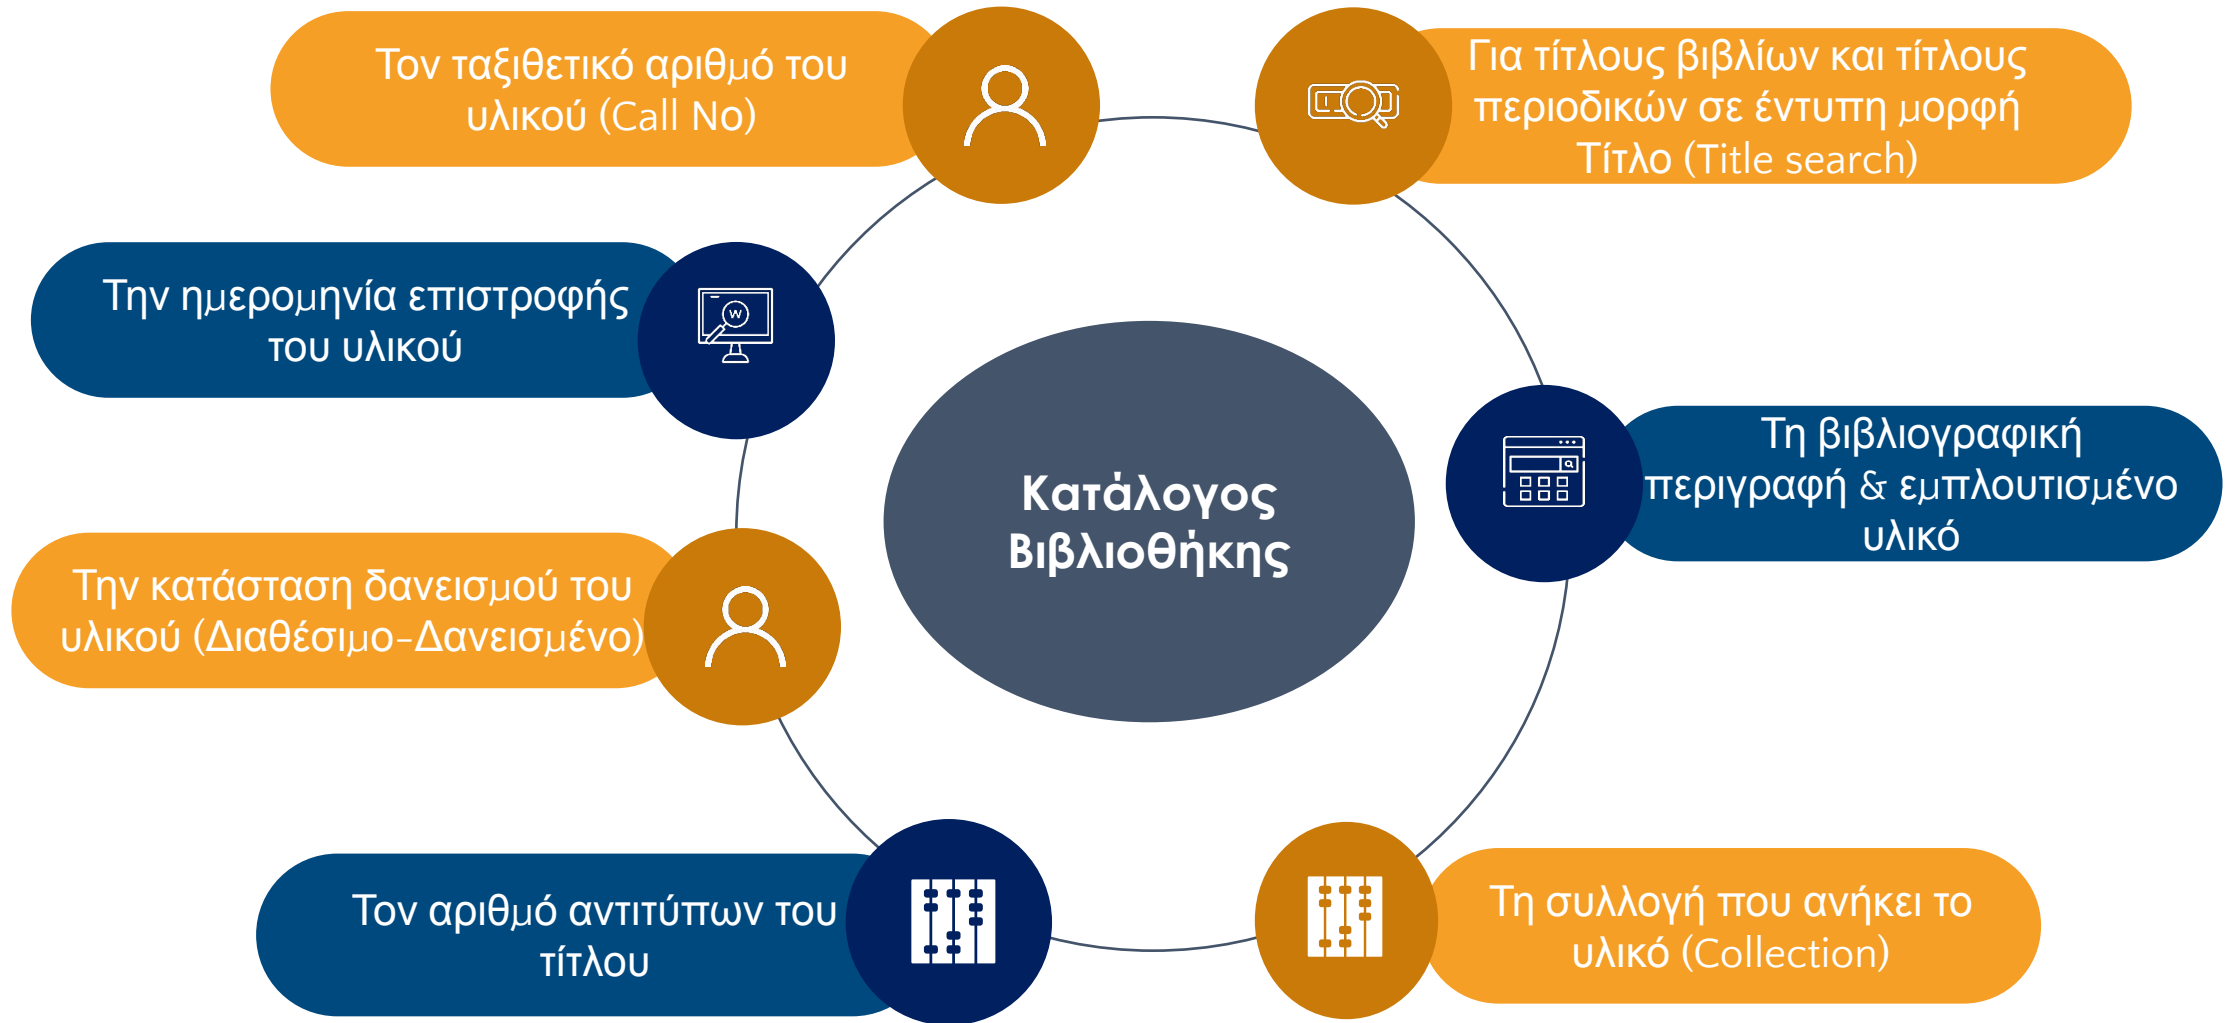 Τον ταξιθετικό αριθμό του
υλικού (Call No)
Για τίτλους βιβλίων και τίτλους
περιοδικών σε έντυπη μορφή
Τίτλο (Title search)
Την ημερομηνία επιστροφής
του υλικού
Κατάλογος
Βιβλιοθήκης
Τη βιβλιογραφική
περιγραφή & εμπλουτισμένο
υλικό
Την κατάσταση δανεισμού του
υλικού (Διαθέσιμο-Δανεισμένο)
Τον αριθμό αντιτύπων του
τίτλου
Τη συλλογή που ανήκει το
υλικό (Collection)